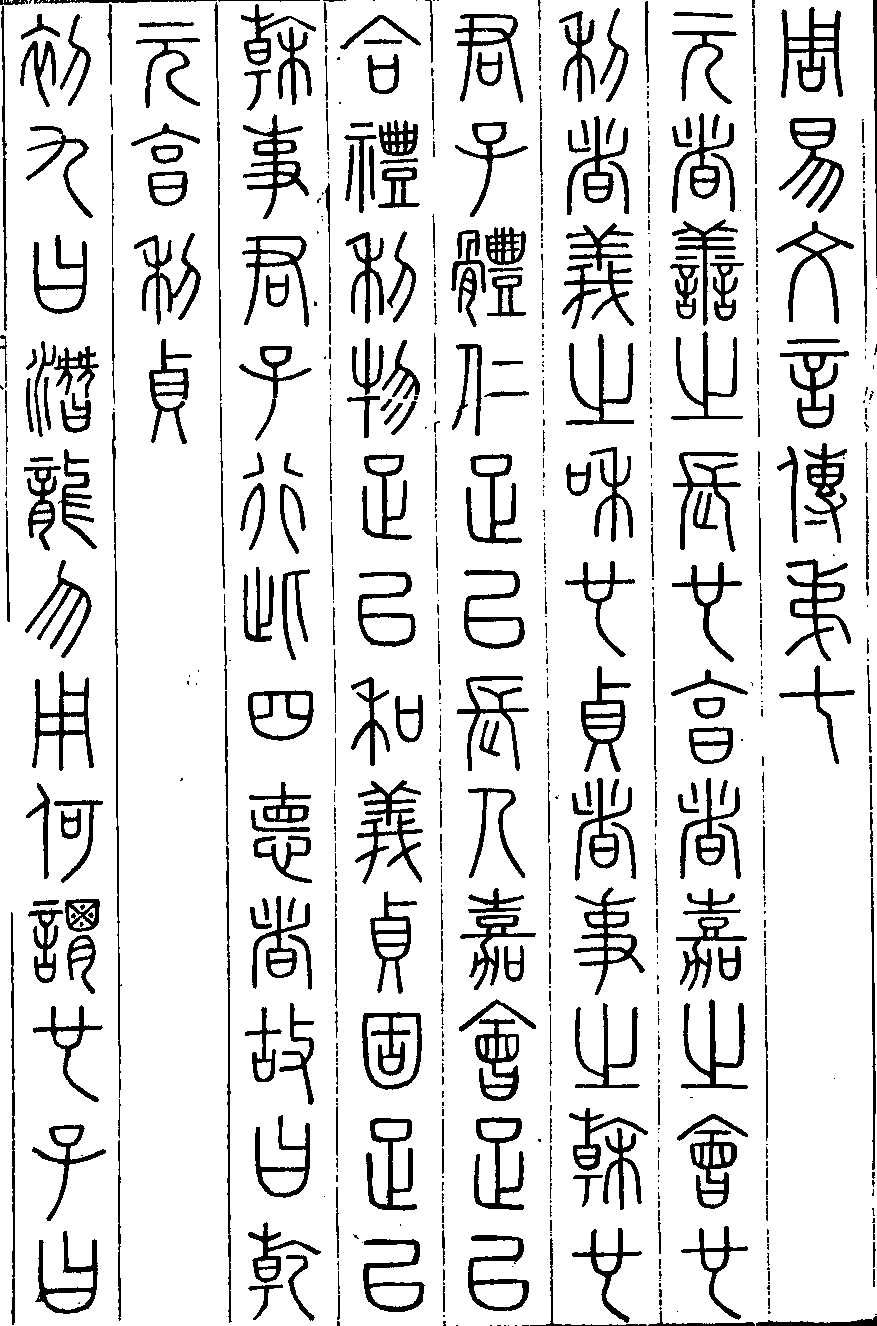 周易文言傳弟七
元者善之長也亨者嘉之會也
利者義之和也貞者事之榦也
君子體仁足以長人嘉會足以
合禮利物足以和義貞固足以
榦事君子行此四悳者故曰乾
元亨利貞
初九曰潛龍勿用何謂也子曰